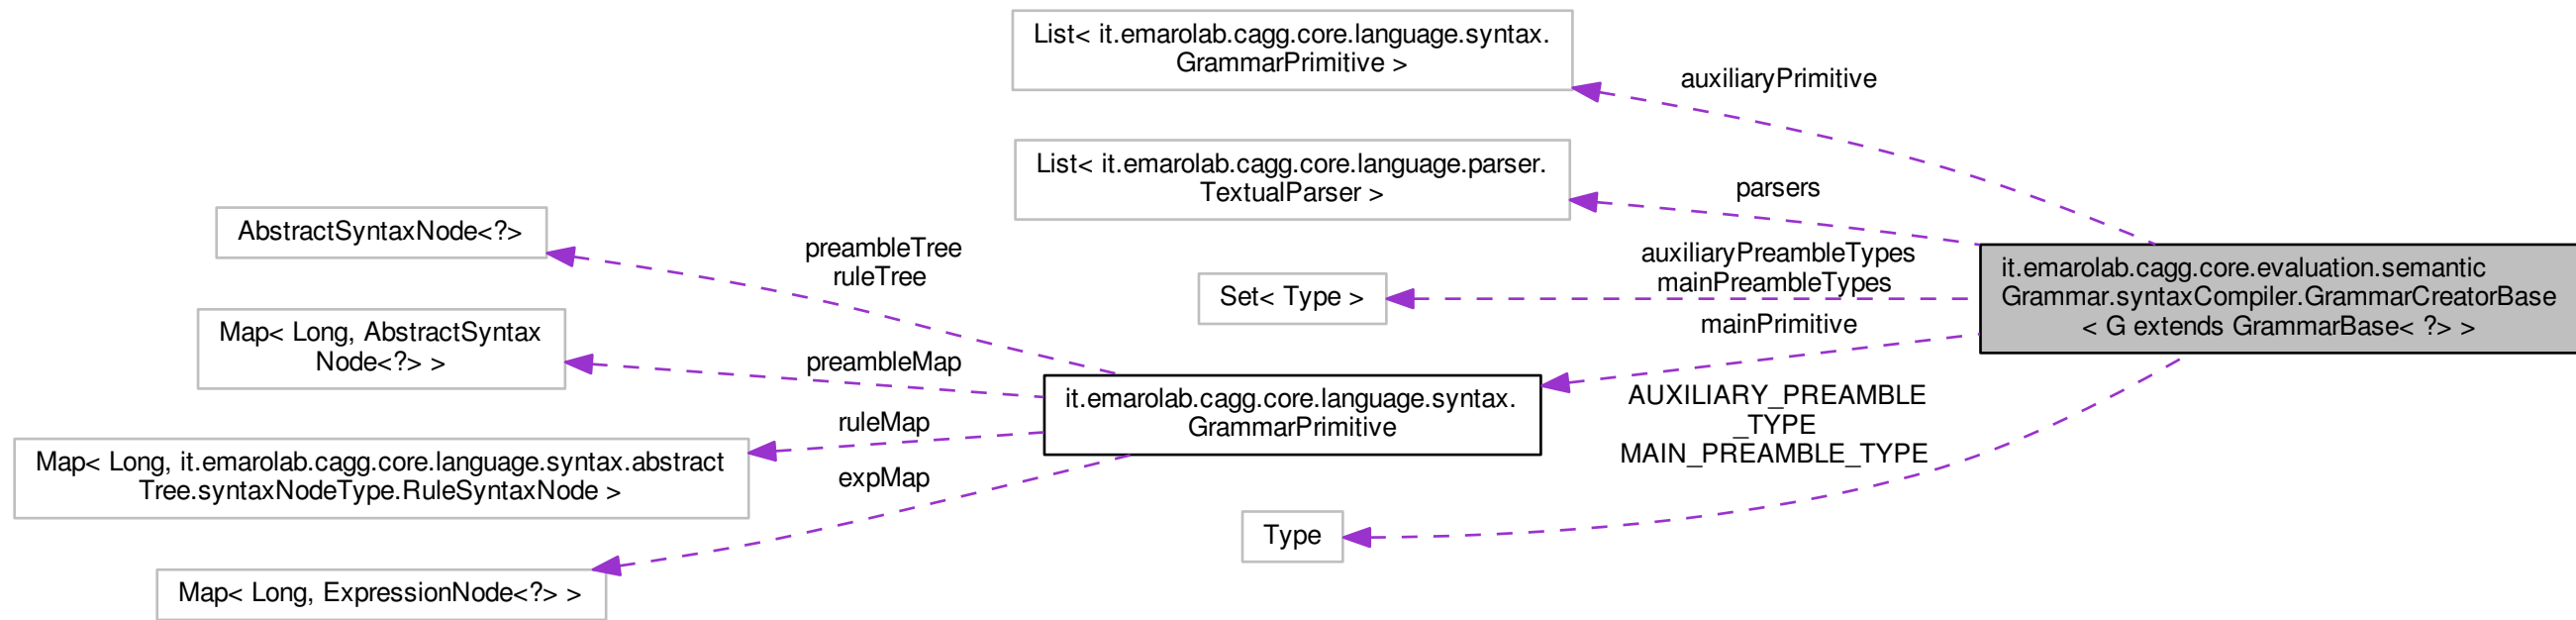 List< it.emarolab.cagg.core.language.syntax.
GrammarPrimitive >
auxiliaryPrimitive
List< it.emarolab.cagg.core.language.parser.
TextualParser >
parsers
AbstractSyntaxNode<?>
preambleTree
ruleTree
Set< Type >
auxiliaryPreambleTypes
mainPreambleTypes
it.emarolab.cagg.core.evaluation.semantic
Grammar.syntaxCompiler.GrammarCreatorBase
< G extends GrammarBase< ?> >
Map< Long, AbstractSyntax
Node<?> >
preambleMap
mainPrimitive
it.emarolab.cagg.core.language.syntax.
GrammarPrimitive
AUXILIARY_PREAMBLE
_TYPE
MAIN_PREAMBLE_TYPE
ruleMap
Map< Long, it.emarolab.cagg.core.language.syntax.abstract
Tree.syntaxNodeType.RuleSyntaxNode >
expMap
Type
Map< Long, ExpressionNode<?> >